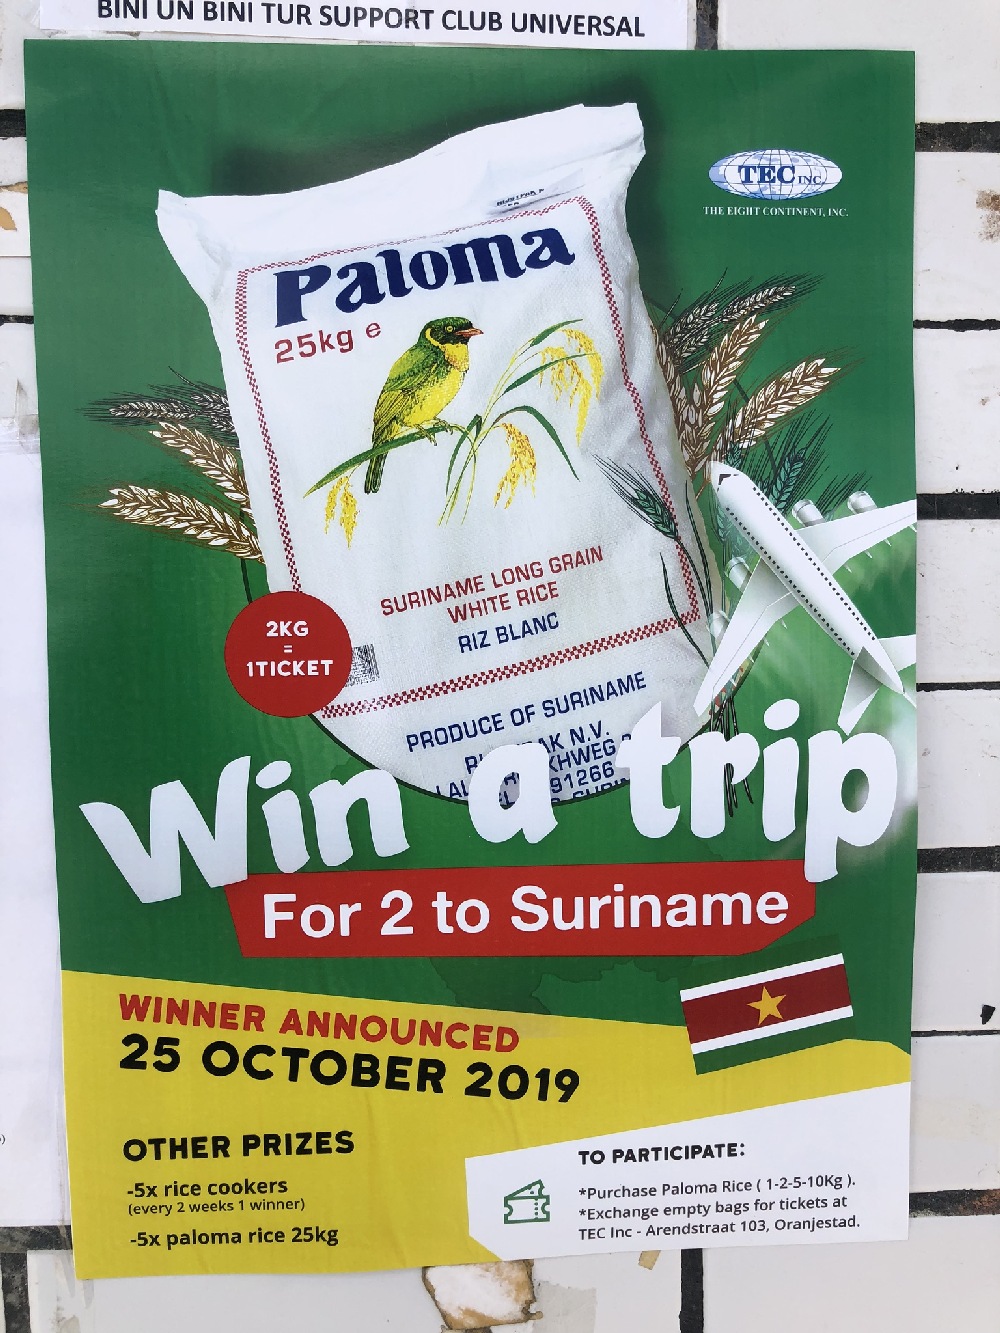 BINI UN BINI TUR SUPPORT CLUB UNIVERSAL
TEC INC
THE EIGHT CONTINENT, INC.
Paloma
25kg e
SURINAME LONG GRAIN
WHITE RICE
RIZ BLANC
2KG
=
1TICKET
PRODUCE OF SURINAME
N.V.
91266
Win a trip
For 2 to Suriname
WINNER ANNOUNCED
25 OCTOBER 2019
OTHER PRIZES
-5x rice cookers
(every 2 weeks 1 winner)
-5x paloma rice 25kg
TO PARTICIPATE:
*Purchase Paloma Rice ( 1-2-5-10Kg ).
*Exchange empty bags for tickets at
TEC Inc - Arendstraat 103, Oranjestad.